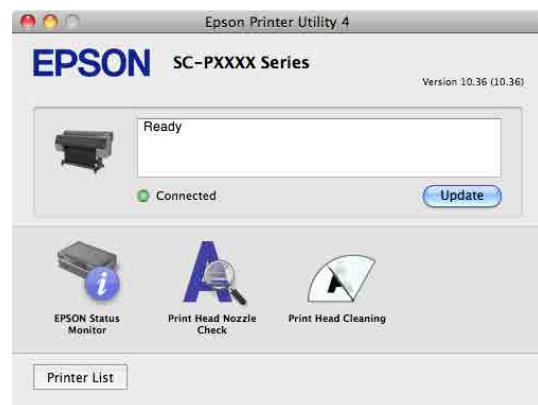 Epson Printer Utility 4
EPSON
SC-PXXXX Series
Version 10.36 (10.36)
Ready
Connected
Update
EPSON Status
Monitor
Print Head Nozzle
Check
Print Head Cleaning
Printer List